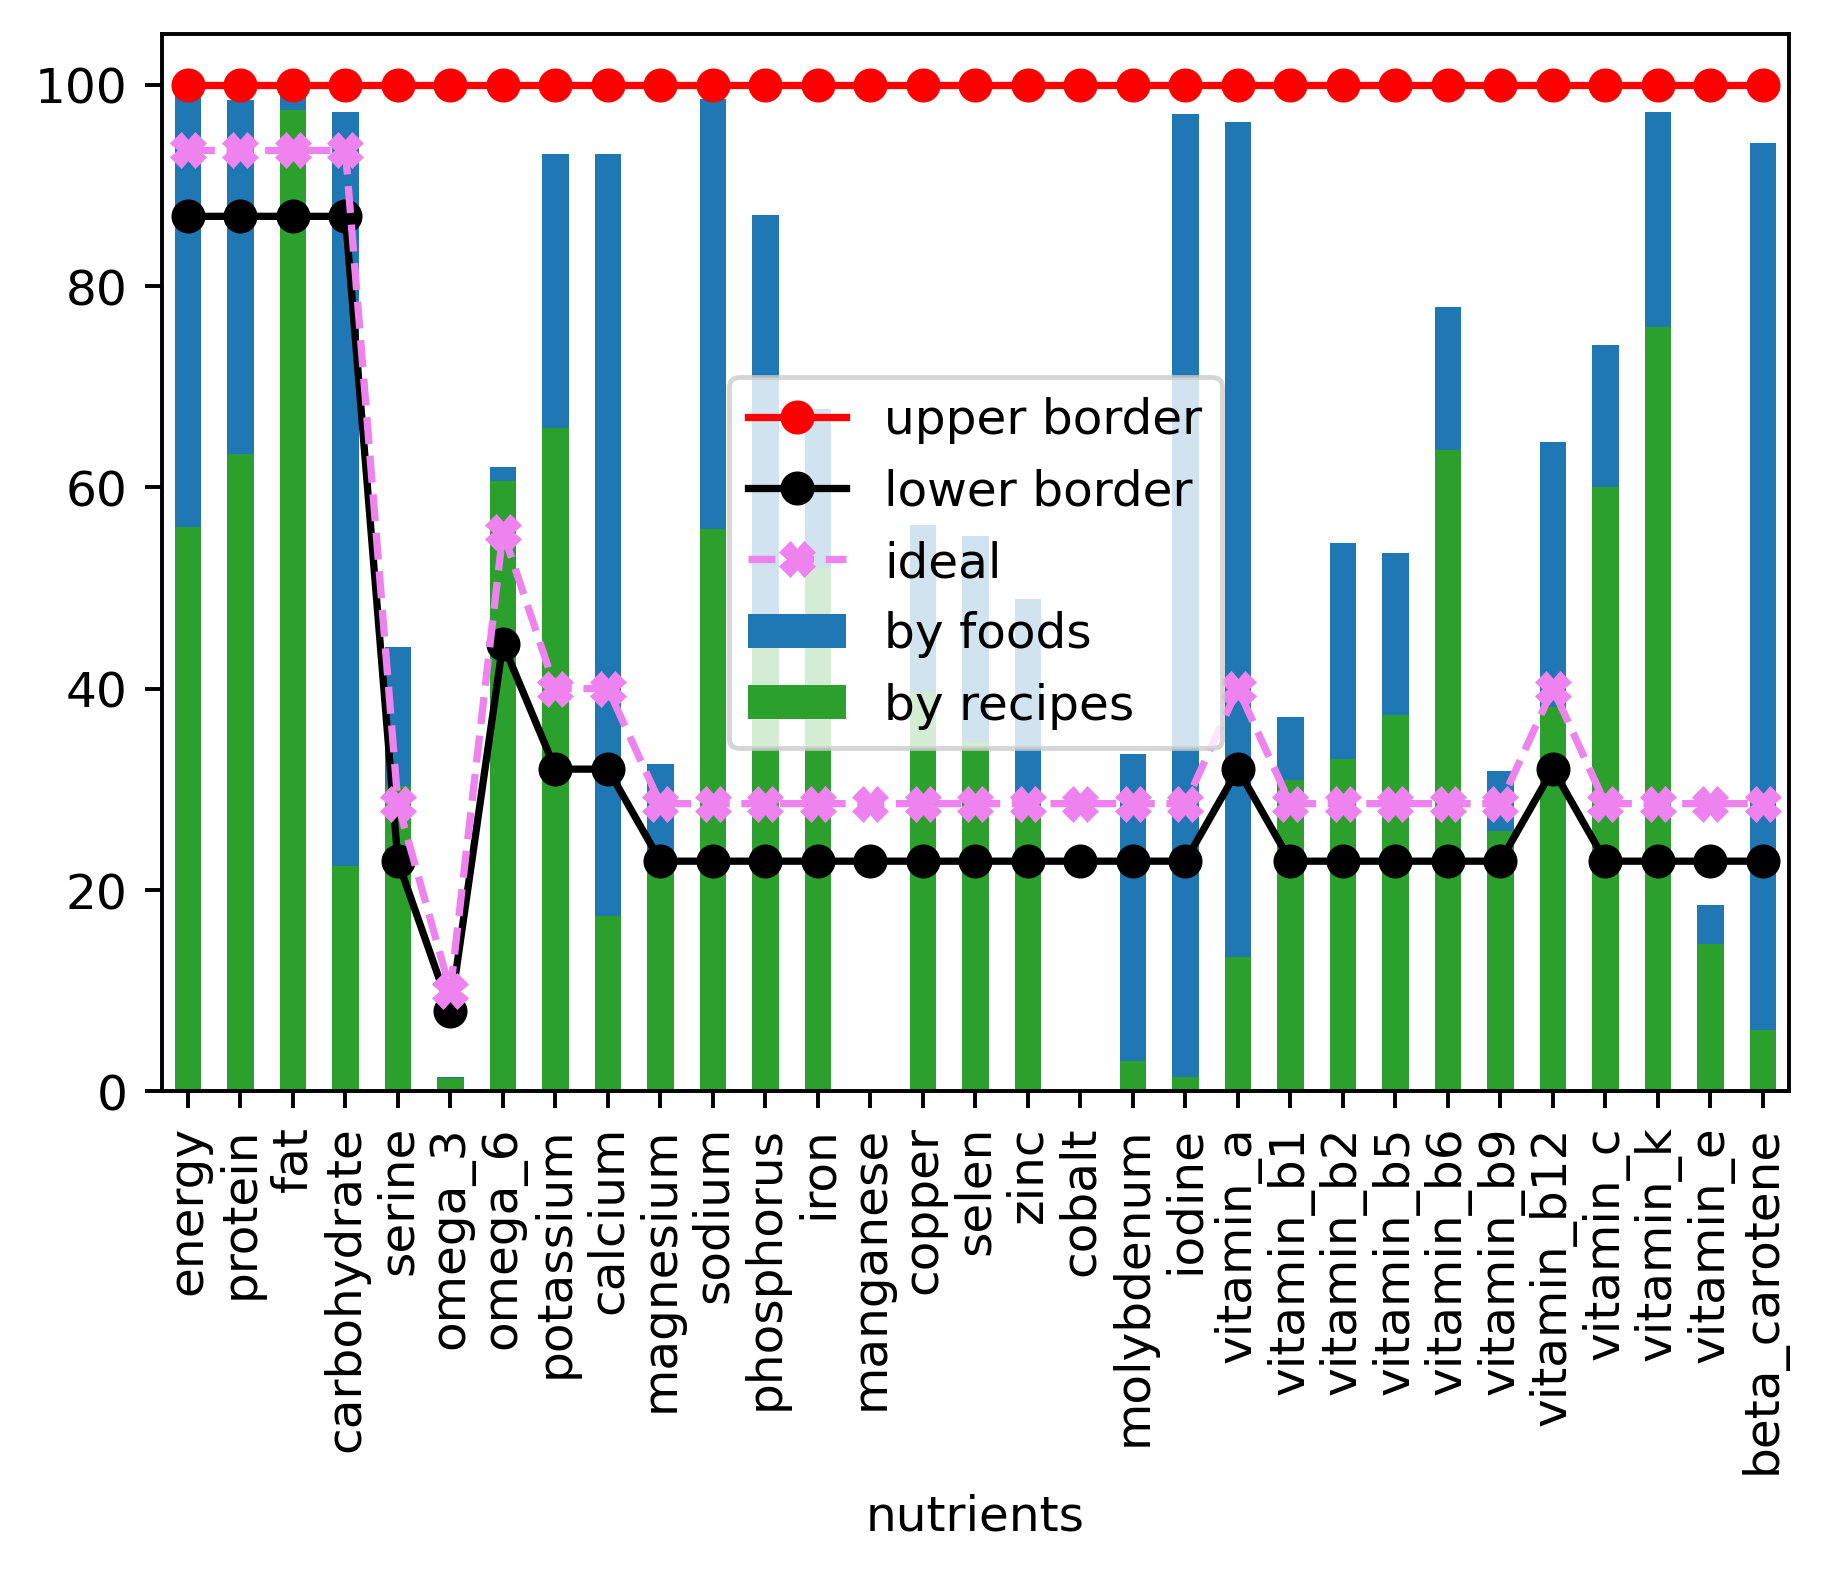 100
80
60
40
20
0
upper border
lower border
ideal
by foods
by recipes
energy
protein
fat
carbohydrate
serine
omega_3
omega_6
potassium
calcium
magnesium
sodium
phosphorus
iron
manganese
copper
selen
zinc
cobalt
molybdenum
iodine
vitamin_a
vitamin_b1
vitamin_b2
vitamin_b5
vitamin_b6
vitamin_b9
vitamin_b12
vitamin_c
vitamin_k
vitamin_e
beta_carotene
nutrients